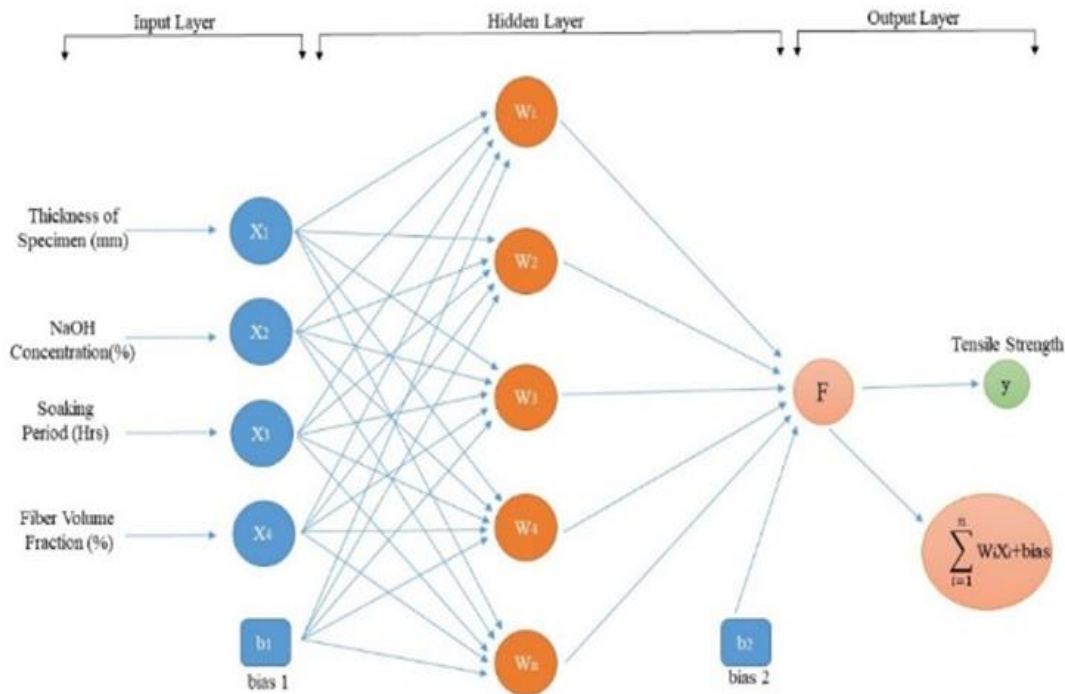 Input Layer
Hidden Layer
Output Layer
W1
Thickness of
Specimen (mm)
X1
W2
NaOH
Concentration(%)
X2
Tensile Strength
W3
F
y
Soaking
Period (Hrs)
X3
Fiber Volume
Fraction (%)
X4
W4
n
∑ WiXi+bias
i=1
b1
bias 1
Wn
b2
bias 2